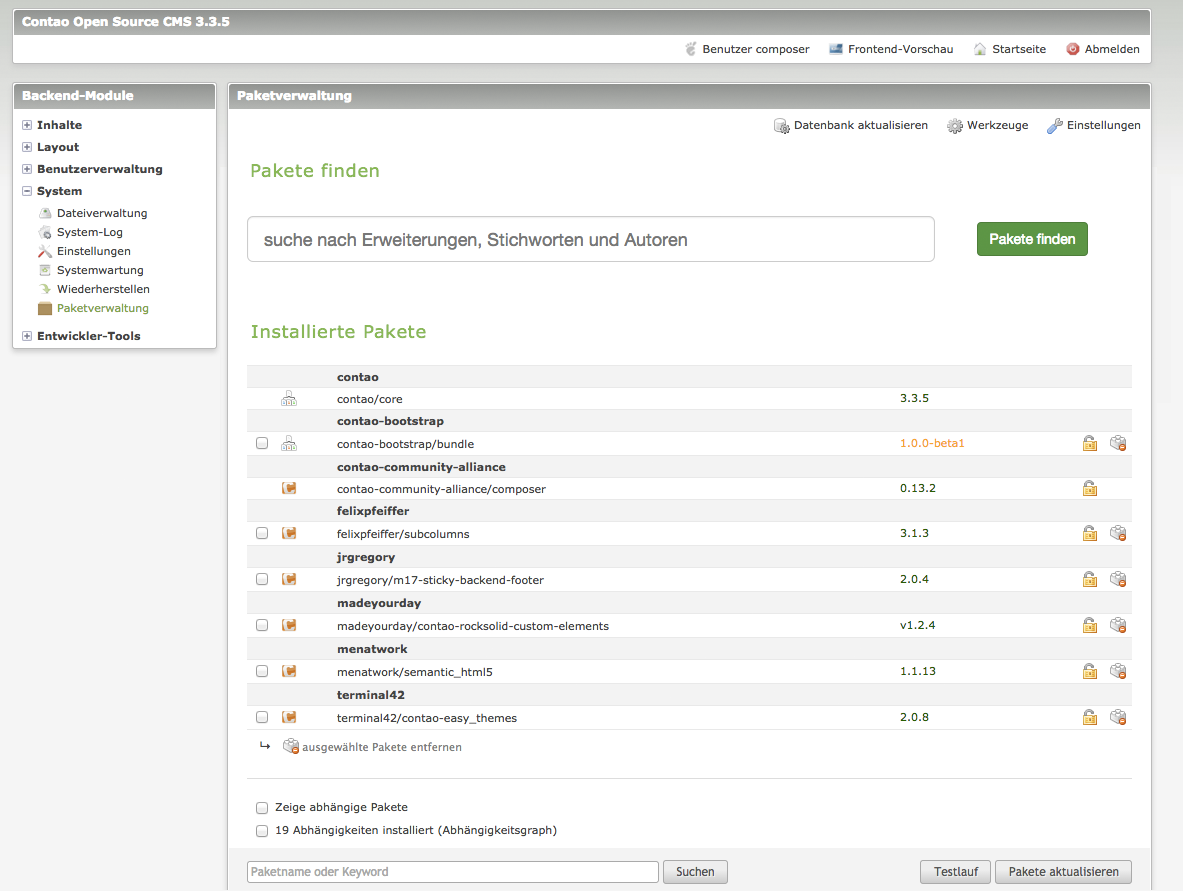 Contao Open Source CMS 3.3.5
Benutzer composer Frontend-Vorschau Startseite Abmelden
Backend-Module
Inhalte
Layout
Benutzerverwaltung
System
Dateiverwaltung
System-Log
Einstellungen
Systemwartung
Wiederherstellen
Paketverwaltung
Entwickler-Tools
Paketverwaltung
Datenbank aktualisieren Werkzeuge Einstellungen
Pakete finden
suche nach Erweiterungen, Stichworten und Autoren Pakete finden
Installierte Pakete
contao
contao/core 3.3.5
contao-bootstrap
contao-bootstrap/bundle 1.0.0-beta1
contao-community-alliance
contao-community-alliance/composer 0.13.2
felixpfeiffer
felixpfeiffer/subcolumns 3.1.3
jrgregory
jrgregory/m17-sticky-backend-footer 2.0.4
madeyourday
madeyourday/contao-rocksolid-custom-elements v1.2.4
menatwork
menatwork/semantic_html5 1.1.13
terminal42
terminal42/contao-easy_themes 2.0.8
ausgewählte Pakete entfernen
Zeige abhängige Pakete
19 Abhängigkeiten installiert (Abhängigkeitsgraph)
Paketname oder Keyword Suchen Testlauf Pakete aktualisieren